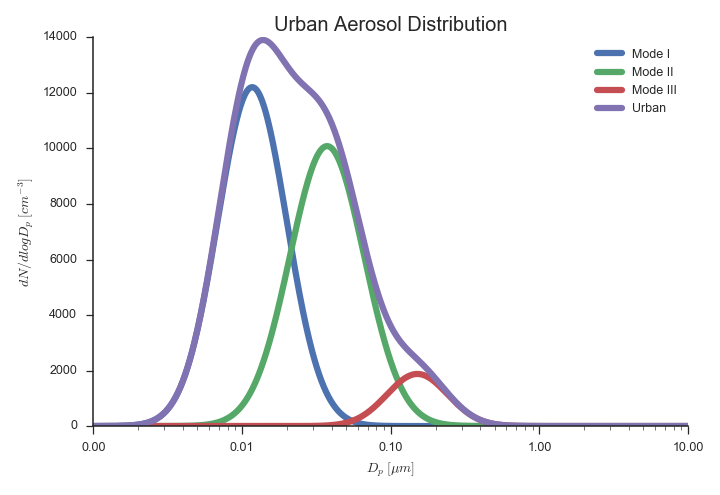 Urban Aerosol Distribution
14000
12000
10000
8000
6000
4000
2000
0
dN/dlogD_p [cm^{-3}]
Mode I
Mode II
Mode III
Urban
0.00
0.01
0.10
1.00
10.00
D_p [μm]